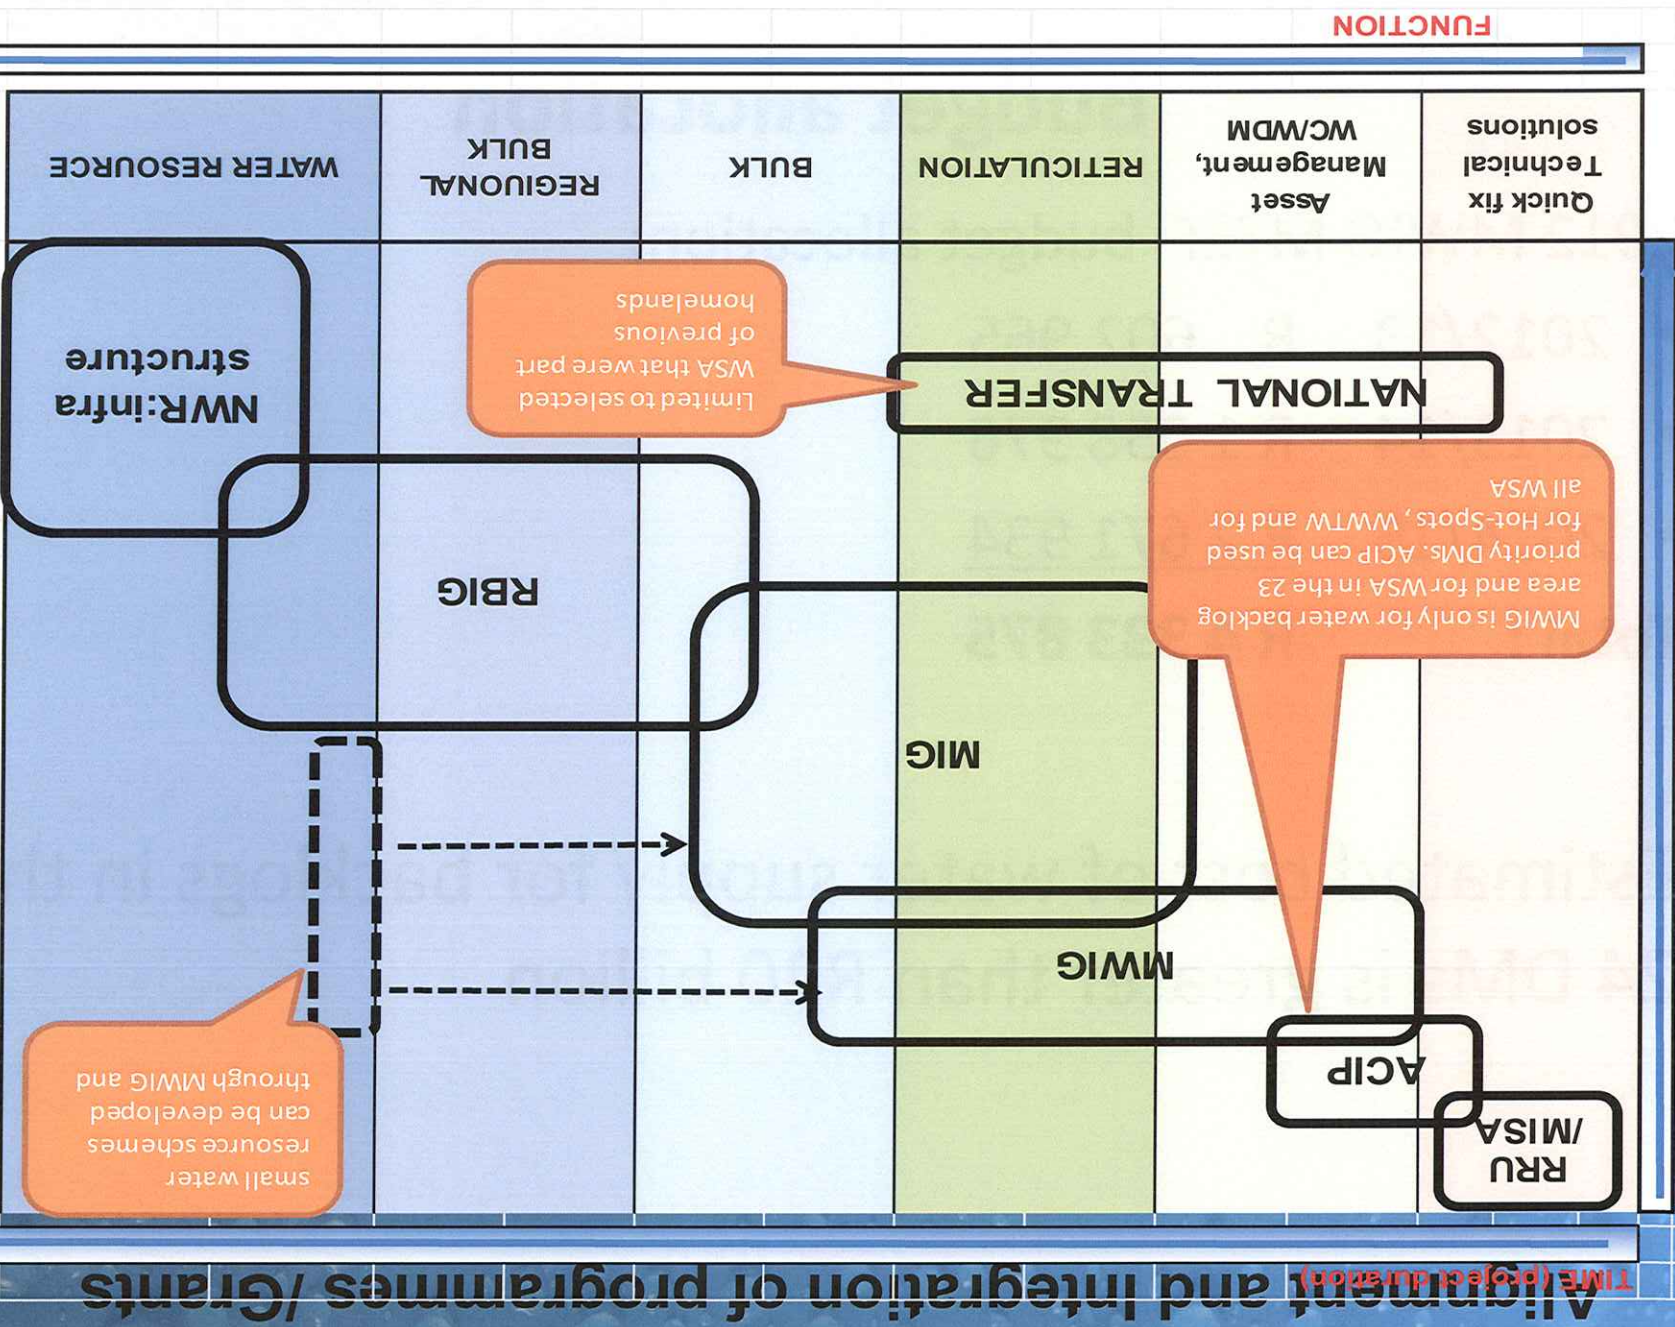 Alignment and Integration of programmes /Grants
TIME (project duration)
RRU
/MISA
small water
resource schemes
can be developed
through MWIG and
ACIP
MWIG
MIG
MWIG is only for water backlog
area and for WSA in the 23
priority DMs. ACIP can be used
for Hot-Spots, WWTW and for
all WSA
RBIG
NATIONAL TRANSFER
Limited to selected
WSA that were part
of previous
homelands
NWR:infra
structure
Quick fix
Technical
solutions
Asset
Management,
WC/WDM
RETICULATION
BULK
REGIUONAL
BULK
WATER RESOURCE
FUNCTION